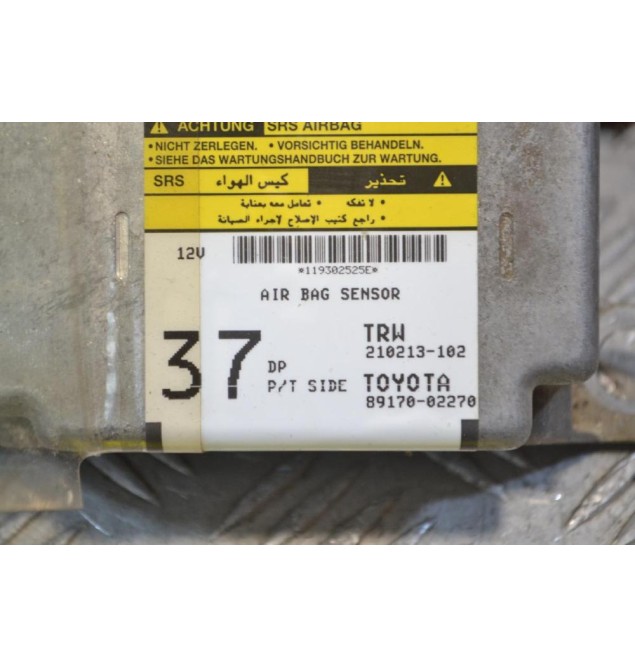 ⚠ ACHTUNG SRS AIRBAG
• NICHT ZERLEGEN. • VORSICHTIG BEHANDELN.
• SIEHE DAS WARTUNGSHANDBUCH ZUR WARTUNG.
SRS كيس الهواء تحذير ⚠
• لا تفكه • تعامل معه بعناية
• راجع كتيب الإصلاح لاجراء الصيانة
12V
*119302525E*
AIR BAG SENSOR
37 DP
P/T SIDE
TRW
210213-102
TOYOTA
89170-02270